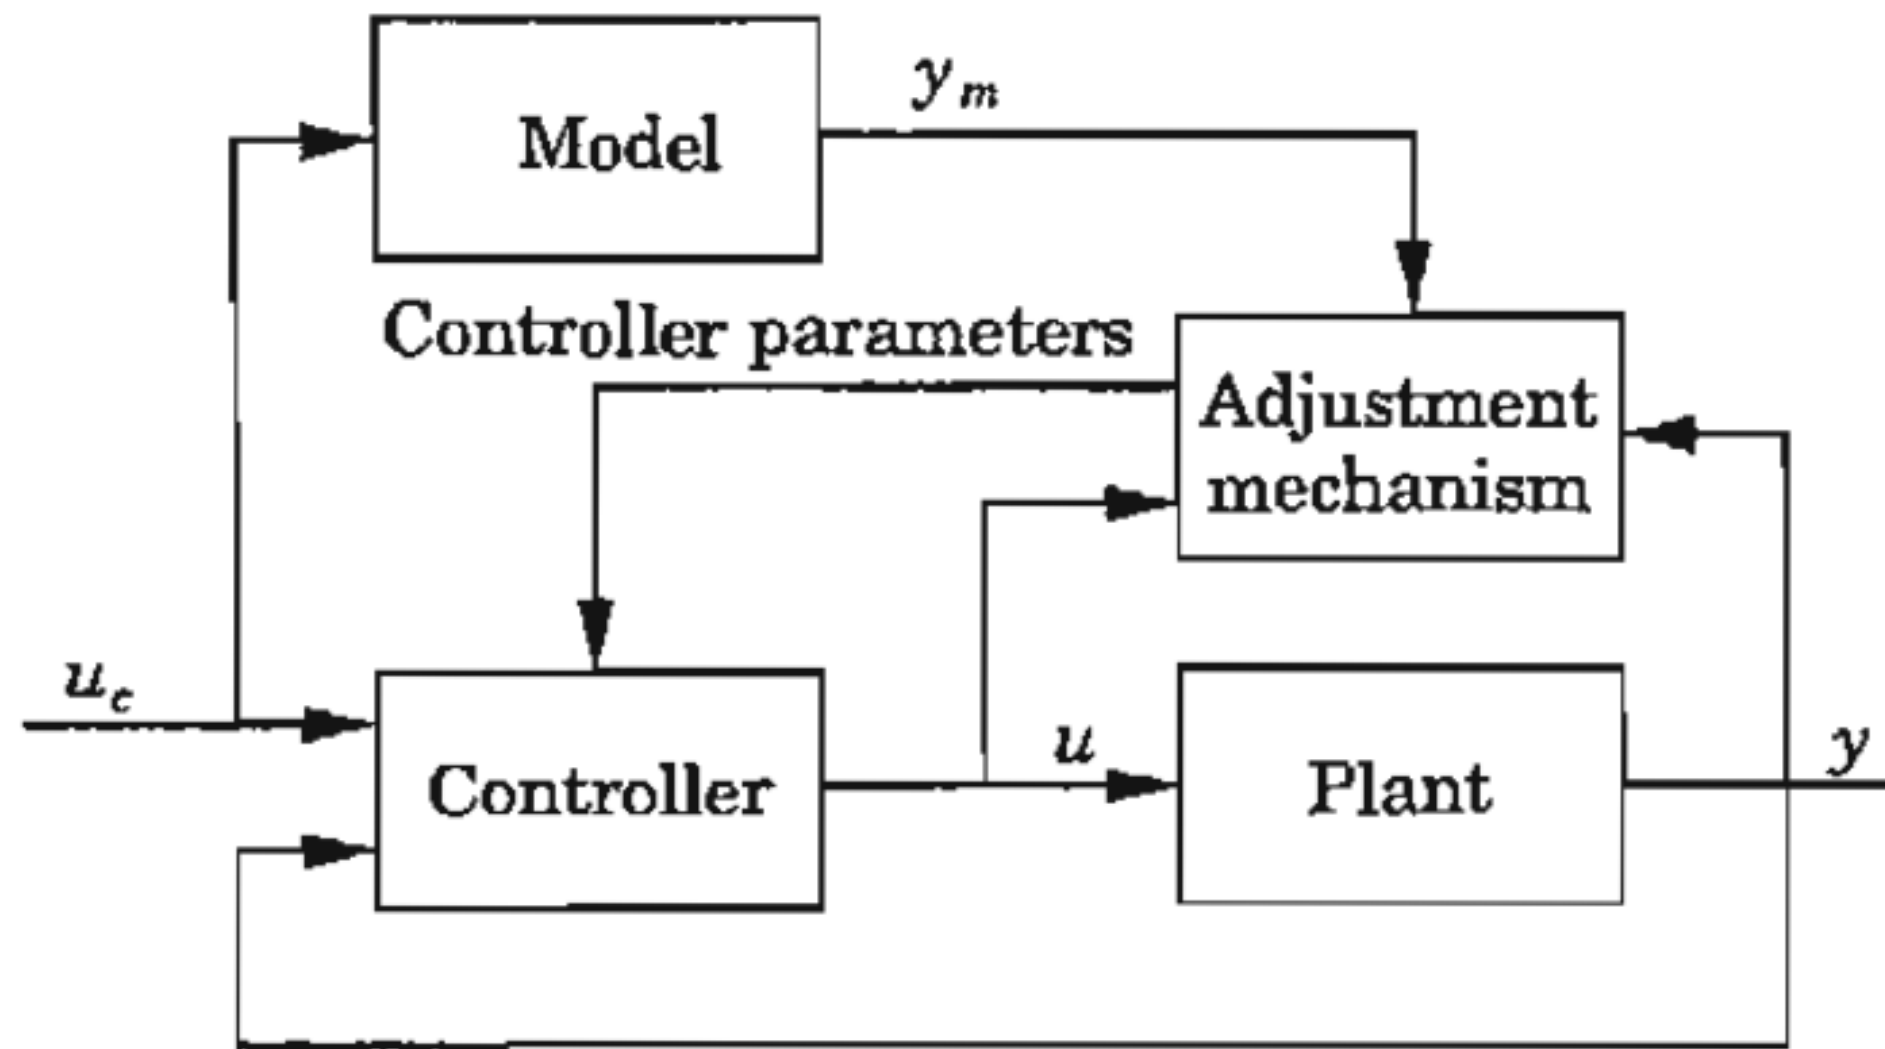 y_m
Model
Controller parameters
Adjustment
mechanism
u_c
Controller
u
Plant
y